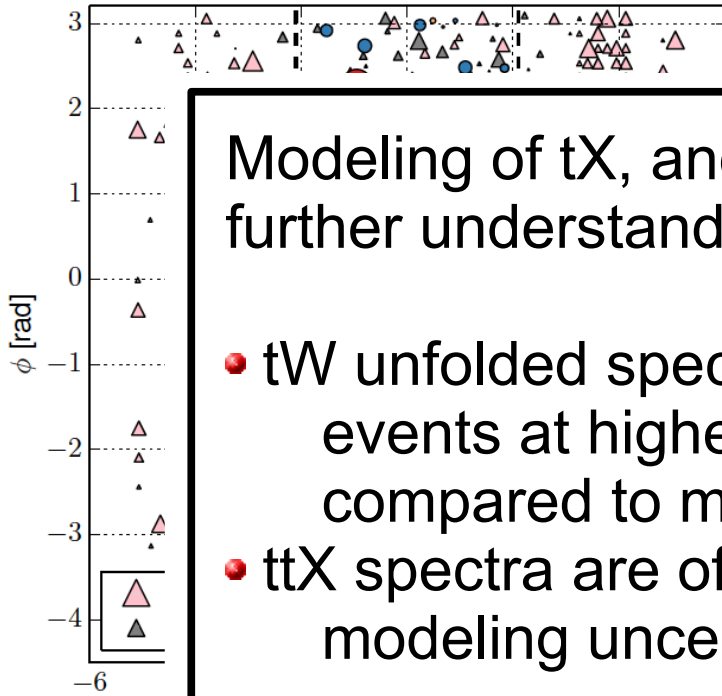 3
2
1
0
−1
−2
−3
−4
−6
ϕ [rad]
Modeling of tX, and
further understand
tW unfolded spec
events at highe
compared to m
ttX spectra are of
modeling unce